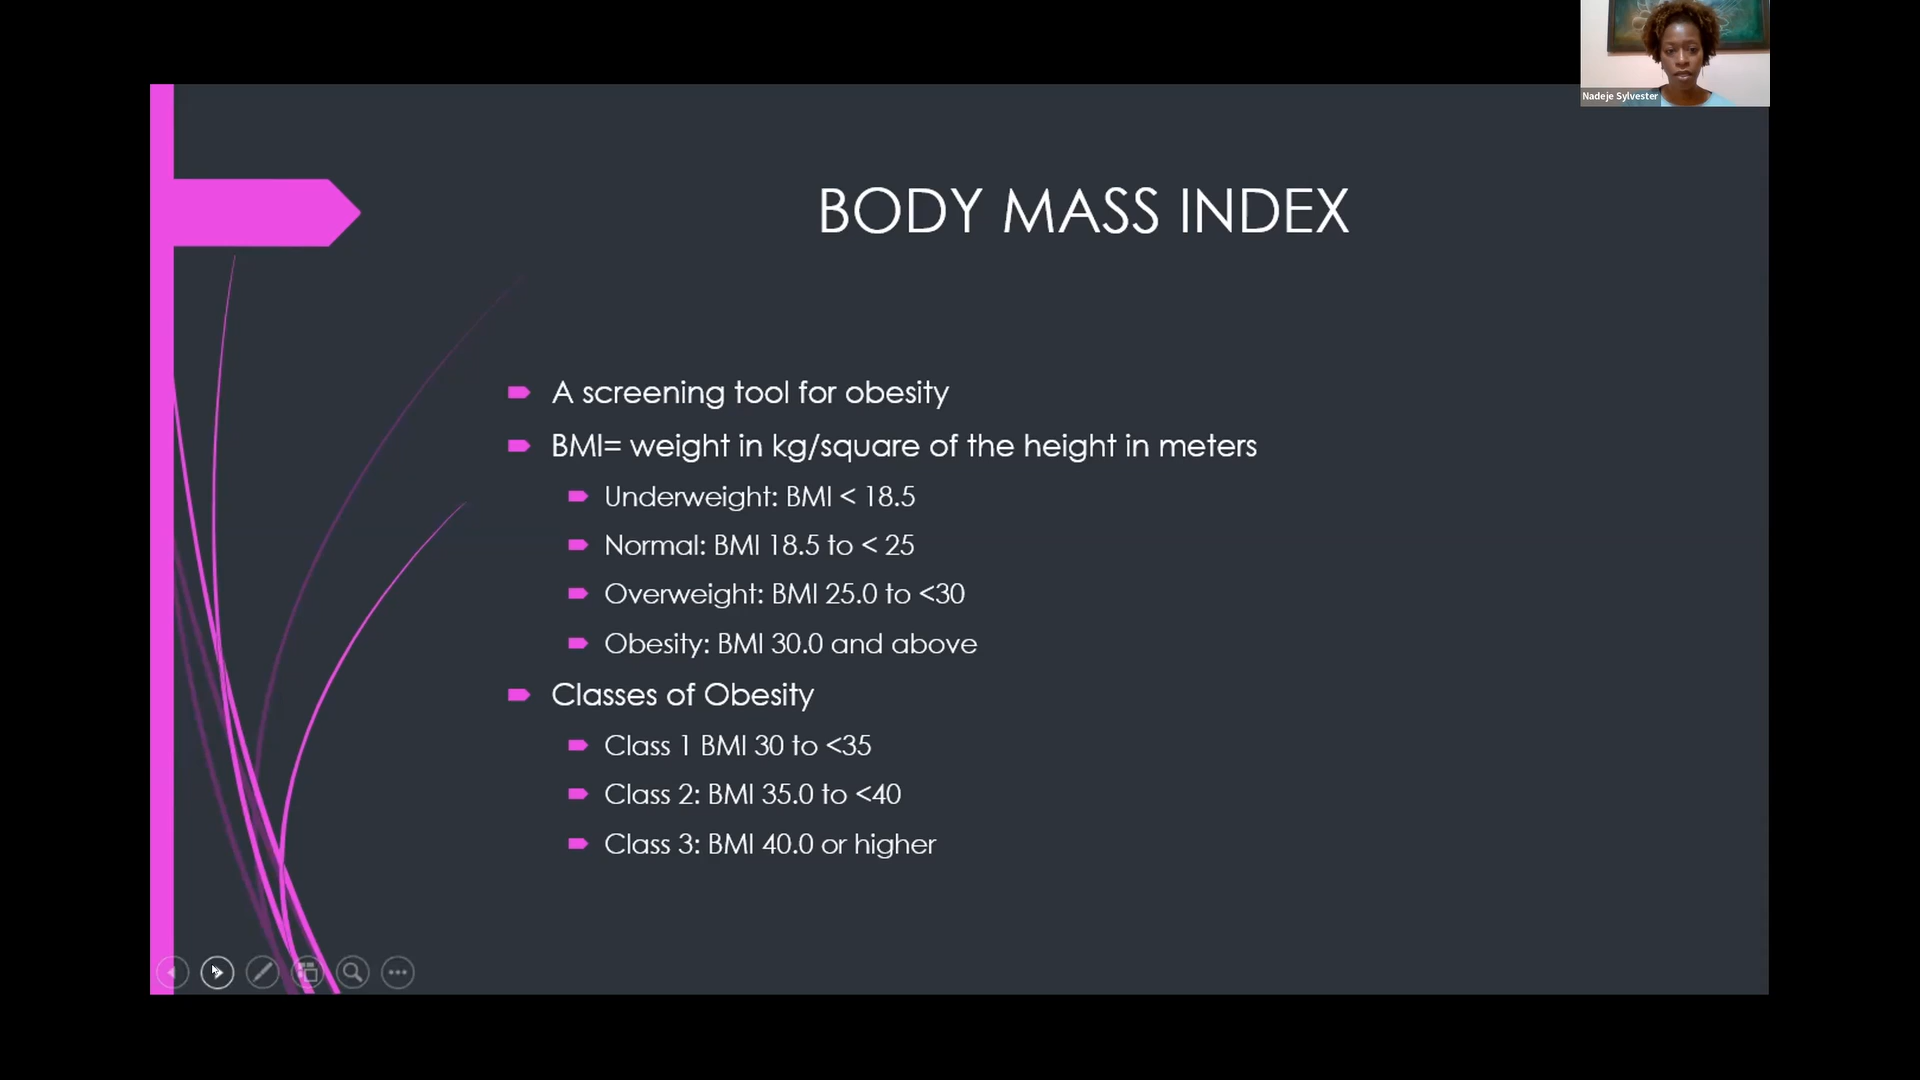 Nadeje Sylvester
BODY MASS INDEX
A screening tool for obesity
BMI= weight in kg/square of the height in meters
Underweight: BMI < 18.5
Normal: BMI 18.5 to < 25
Overweight: BMI 25.0 to <30
Obesity: BMI 30.0 and above
Classes of Obesity
Class 1 BMI 30 to <35
Class 2: BMI 35.0 to <40
Class 3: BMI 40.0 or higher